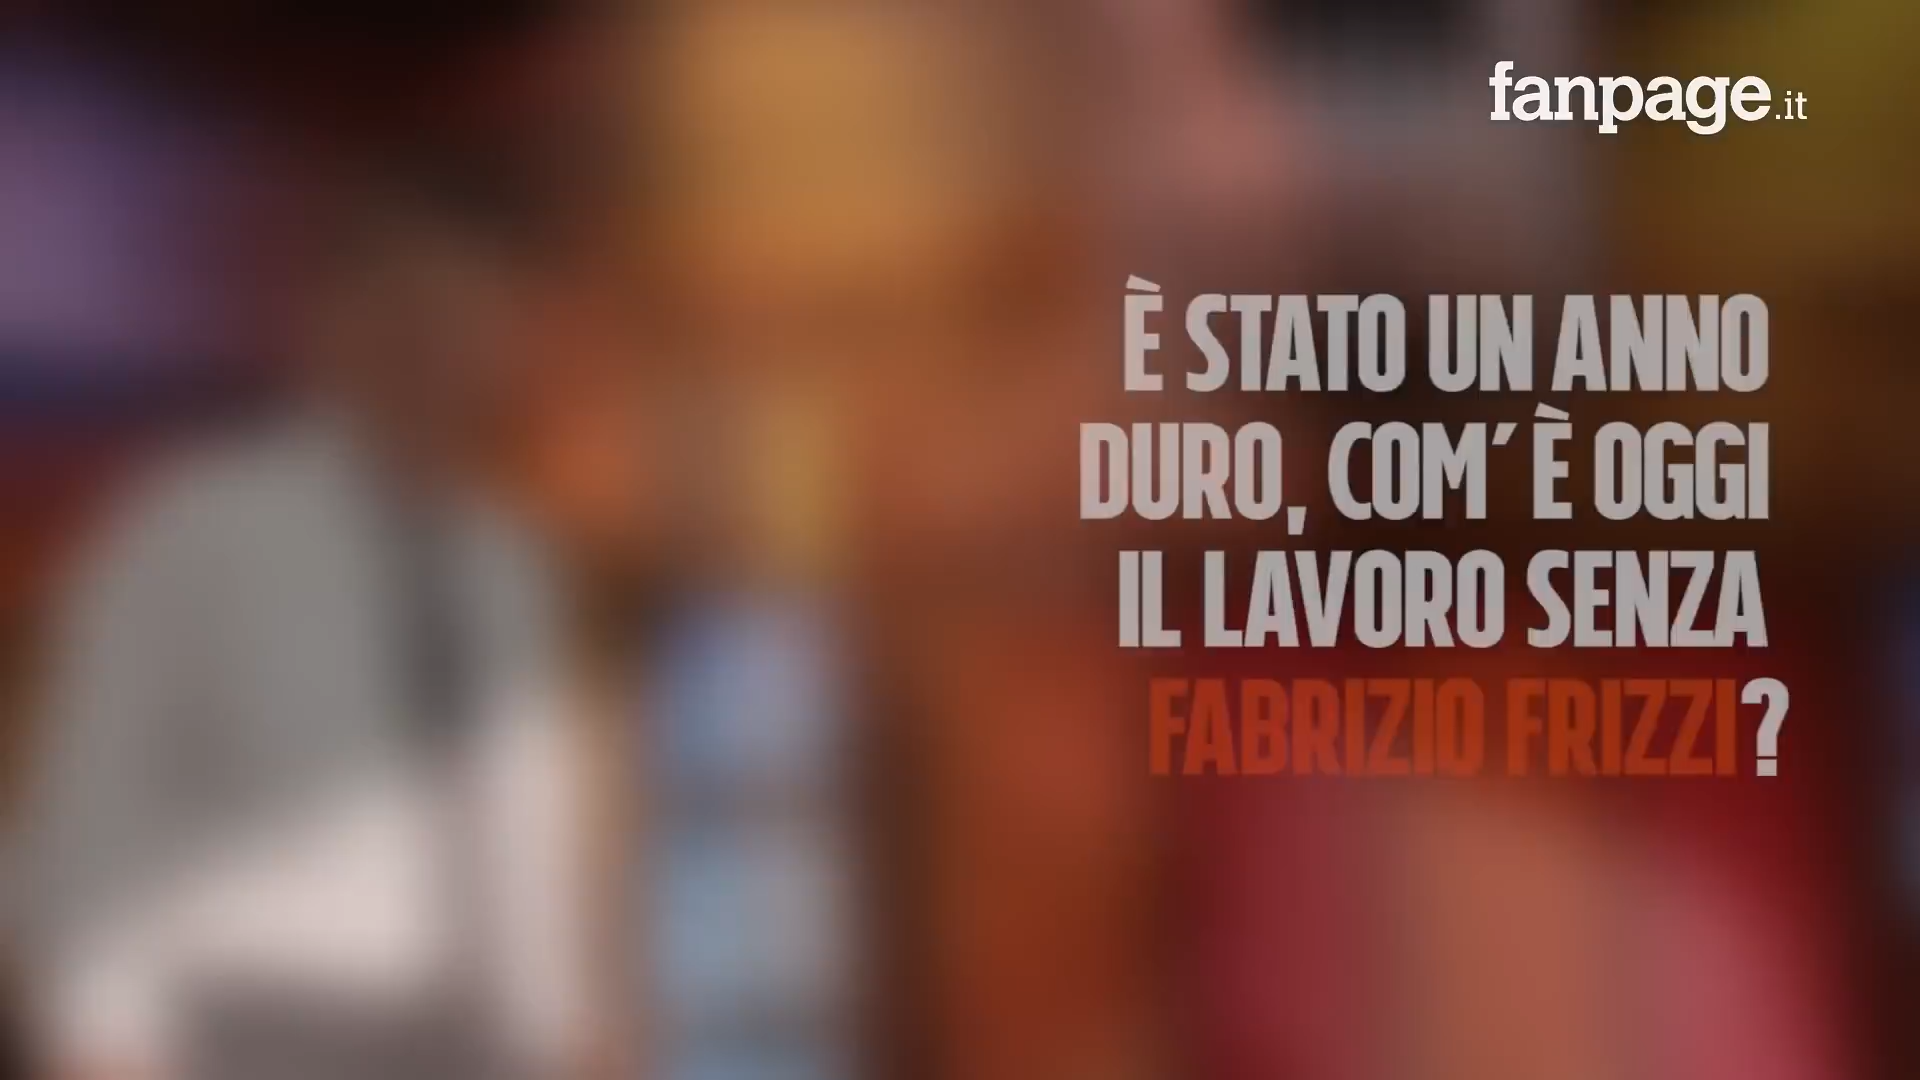 fanpage.it
È STATO UN ANNO
DURO, COM´È OGGI
IL LAVORO SENZA
FABRIZIO FRIZZI?